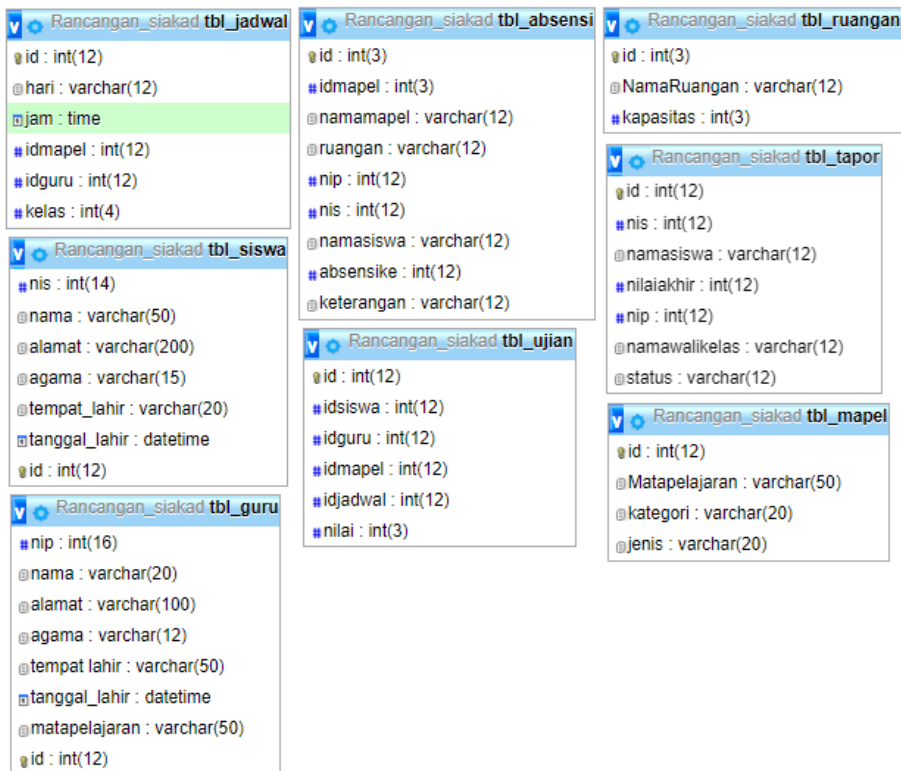 Rancangan_siakad tbl_jadwal
id : int(12)
hari : varchar(12)
jam : time
idmapel : int(12)
idguru : int(12)
kelas : int(4)
Rancangan_siakad tbl_siswa
nis : int(14)
nama : varchar(50)
alamat : varchar(200)
agama : varchar(15)
tempat_lahir : varchar(20)
tanggal_lahir : datetime
id : int(12)
Rancangan_siakad tbl_guru
nip : int(16)
nama : varchar(20)
alamat : varchar(100)
agama : varchar(12)
tempat lahir : varchar(50)
tanggal_lahir : datetime
matapelajaran : varchar(50)
id : int(12)
Rancangan_siakad tbl_absensi
id : int(3)
idmapel : int(3)
namamapel : varchar(12)
ruangan : varchar(12)
nip : int(12)
nis : int(12)
namasiswa : varchar(12)
absensike : int(12)
keterangan : varchar(12)
Rancangan_siakad tbl_ujian
id : int(12)
idsiswa : int(12)
idguru : int(12)
idmapel : int(12)
idjadwal : int(12)
nilai : int(3)
Rancangan_siakad tbl_ruangan
id : int(3)
NamaRuangan : varchar(12)
kapasitas : int(3)
Rancangan_siakad tbl_tapor
id : int(12)
nis : int(12)
namasiswa : varchar(12)
nilaiakhir : int(12)
nip : int(12)
namawalikelas : varchar(12)
status : varchar(12)
Rancangan_siakad tbl_mapel
id : int(12)
Matapelajaran : varchar(50)
kategori : varchar(20)
jenis : varchar(20)